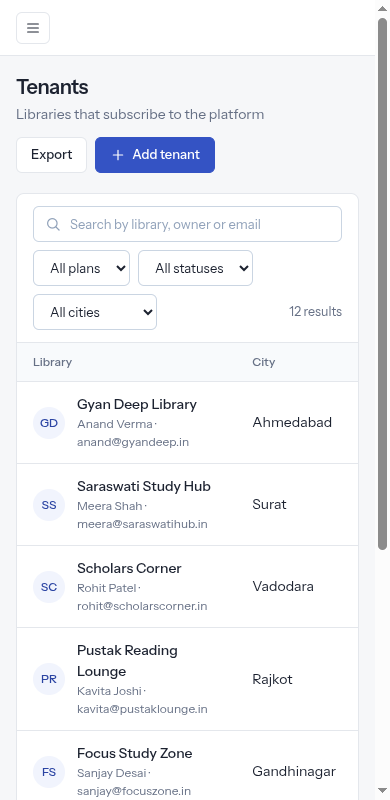 Tenants
Libraries that subscribe to the platform
Export
Add tenant
Search by library, owner or email
All plans
All statuses
All cities
12 results
Library City
GD
Gyan Deep Library
Anand Verma ·
anand@gyandeep.in
Ahmedabad
SS
Saraswati Study Hub
Meera Shah ·
meera@saraswatihub.in
Surat
SC
Scholars Corner
Rohit Patel ·
rohit@scholarscorner.in
Vadodara
PR
Pustak Reading
Lounge
Kavita Joshi ·
kavita@pustaklounge.in
Rajkot
FS
Focus Study Zone
Sanjay Desai ·
sanjay@focuszone.in
Gandhinagar